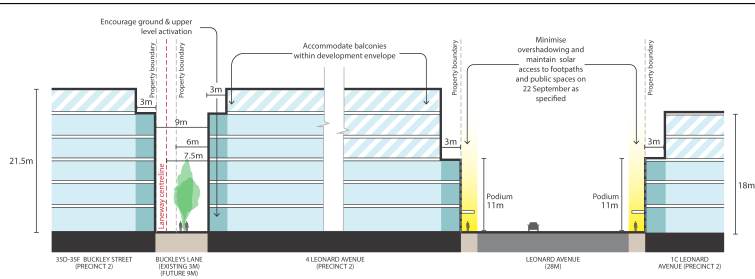 Encourage ground & upper
level activation
Property boundary
Property boundary
Accommodate balconies
within development envelope
Property boundary
Minimise
overshadowing and
maintain solar
access to footpaths
and public spaces on
22 September as
specified
Property boundary
3m
3m
9m
6m
7.5m
Laneway centreline
3m
3m
21.5m
Podium
11m
Podium
11m
18m
35D-35F BUCKLEY STREET
(PRECINCT 2)
BUCKLEYS LANE
(EXISTING 3M)
(FUTURE 9M)
4 LEONARD AVENUE
(PRECINCT 2)
LEONARD AVENUE
(28M)
1C LEONARD
AVENUE (PRECINCT 2)